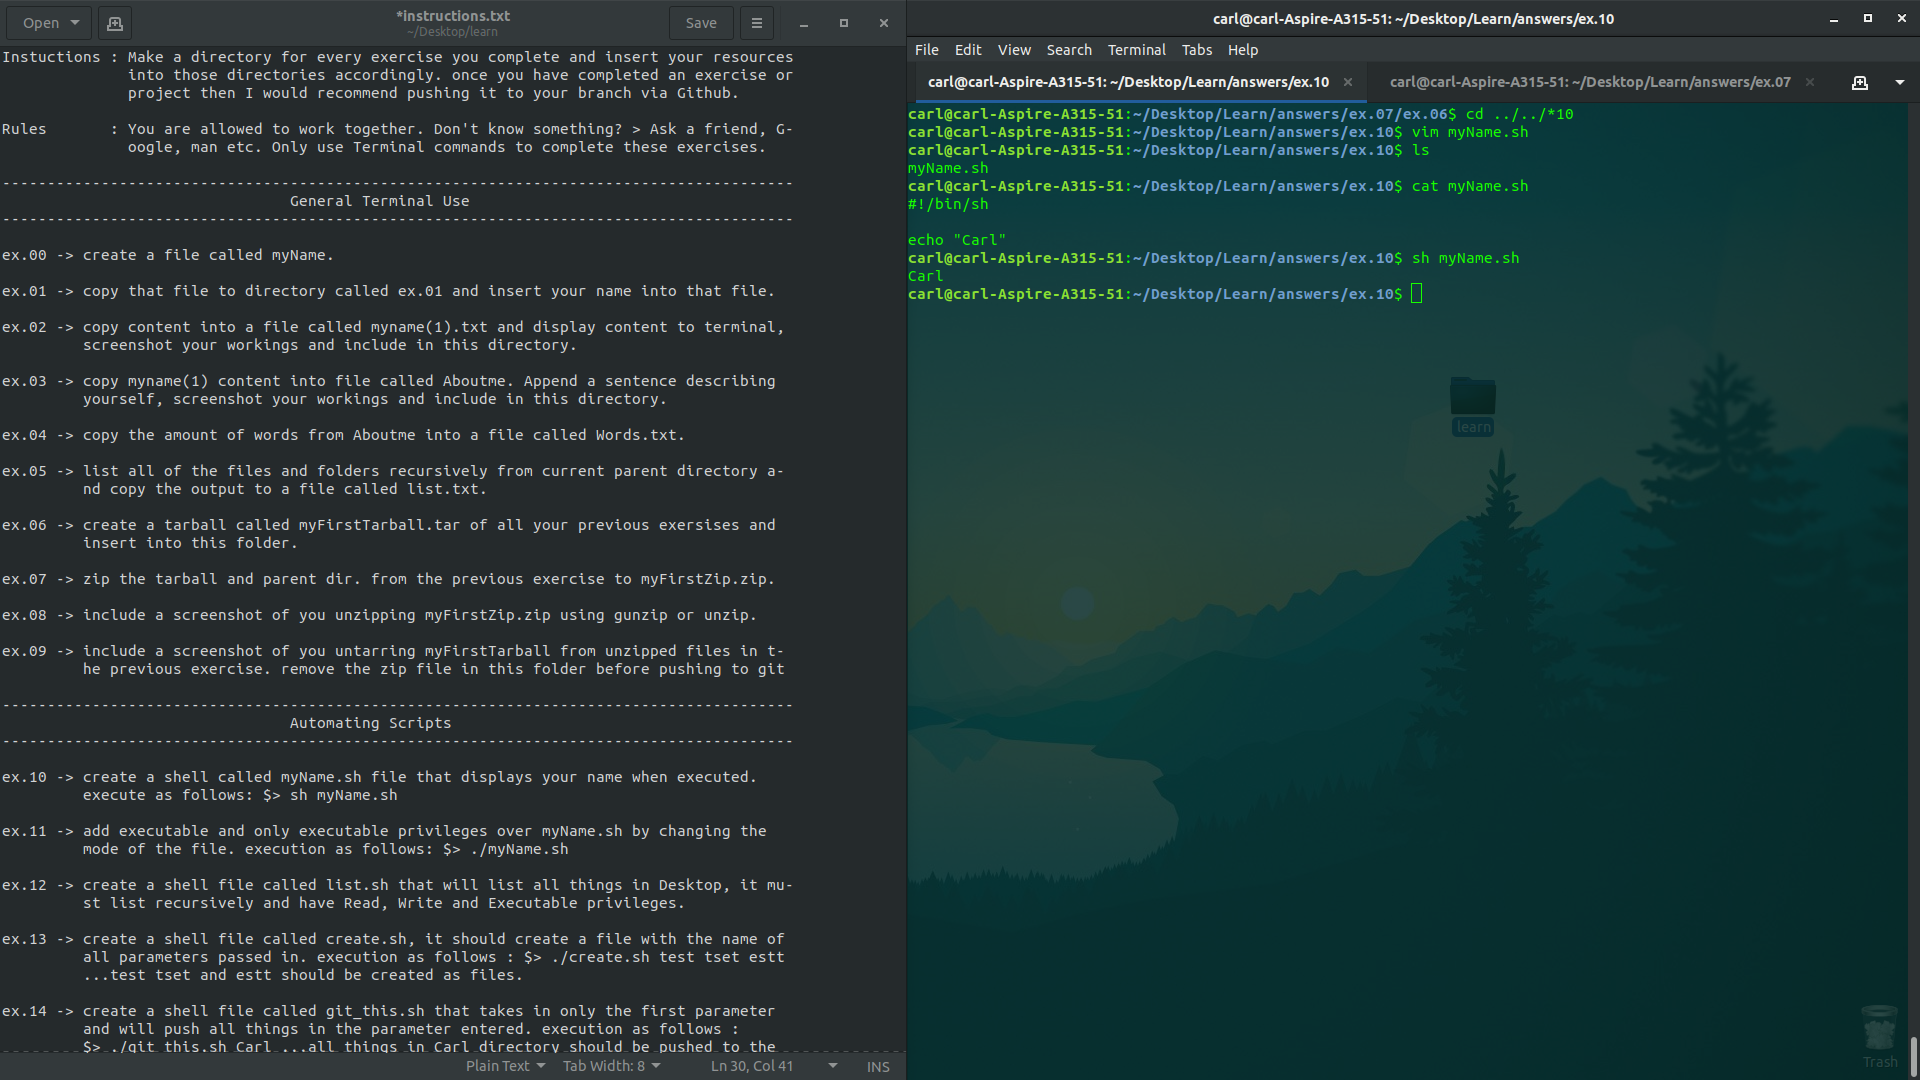 Open
*instructions.txt
~/Desktop/learn
Save
Instuctions : Make a directory for every exercise you complete and insert your resources
into those directories accordingly. once you have completed an exercise or
project then I would recommend pushing it to your branch via Github.
Rules : You are allowed to work together. Don't know something? > Ask a friend, G-
oogle, man etc. Only use Terminal commands to complete these exercises.
----------------------------------------------------------------------------------------
General Terminal Use
----------------------------------------------------------------------------------------
ex.00 -> create a file called myName.
ex.01 -> copy that file to directory called ex.01 and insert your name into that file.
ex.02 -> copy content into a file called myname(1).txt and display content to terminal,
screenshot your workings and include in this directory.
ex.03 -> copy myname(1) content into file called Aboutme. Append a sentence describing
yourself, screenshot your workings and include in this directory.
ex.04 -> copy the amount of words from Aboutme into a file called Words.txt.
ex.05 -> list all of the files and folders recursively from current parent directory a-
nd copy the output to a file called list.txt.
ex.06 -> create a tarball called myFirstTarball.tar of all your previous exersises and
insert into this folder.
ex.07 -> zip the tarball and parent dir. from the previous exercise to myFirstZip.zip.
ex.08 -> include a screenshot of you unzipping myFirstZip.zip using gunzip or unzip.
ex.09 -> include a screenshot of you untarring myFirstTarball from unzipped files in t-
he previous exercise. remove the zip file in this folder before pushing to git
----------------------------------------------------------------------------------------
Automating Scripts
----------------------------------------------------------------------------------------
ex.10 -> create a shell called myName.sh file that displays your name when executed.
execute as follows: $> sh myName.sh
ex.11 -> add executable and only executable privileges over myName.sh by changing the
mode of the file. execution as follows: $> ./myName.sh
ex.12 -> create a shell file called list.sh that will list all things in Desktop, it mu-
st list recursively and have Read, Write and Executable privileges.
ex.13 -> create a shell file called create.sh, it should create a file with the name of
all parameters passed in. execution as follows : $> ./create.sh test tset estt
...test tset and estt should be created as files.
ex.14 -> create a shell file called git_this.sh that takes in only the first parameter
and will push all things in the parameter entered. execution as follows :
$> ./git_this.sh Carl ...all things in Carl directory should be pushed to the
Plain Text Tab Width: 8 Ln 30, Col 41 INS
carl@carl-Aspire-A315-51: ~/Desktop/Learn/answers/ex.10
File Edit View Search Terminal Tabs Help
carl@carl-Aspire-A315-51: ~/Desktop/Learn/answers/ex.10
carl@carl-Aspire-A315-51: ~/Desktop/Learn/answers/ex.07
carl@carl-Aspire-A315-51:~/Desktop/Learn/answers/ex.07/ex.06$ cd ../../*10
carl@carl-Aspire-A315-51:~/Desktop/Learn/answers/ex.10$ vim myName.sh
carl@carl-Aspire-A315-51:~/Desktop/Learn/answers/ex.10$ ls
myName.sh
carl@carl-Aspire-A315-51:~/Desktop/Learn/answers/ex.10$ cat myName.sh
#!/bin/sh
echo "Carl"
carl@carl-Aspire-A315-51:~/Desktop/Learn/answers/ex.10$ sh myName.sh
Carl
carl@carl-Aspire-A315-51:~/Desktop/Learn/answers/ex.10$
learn
Trash